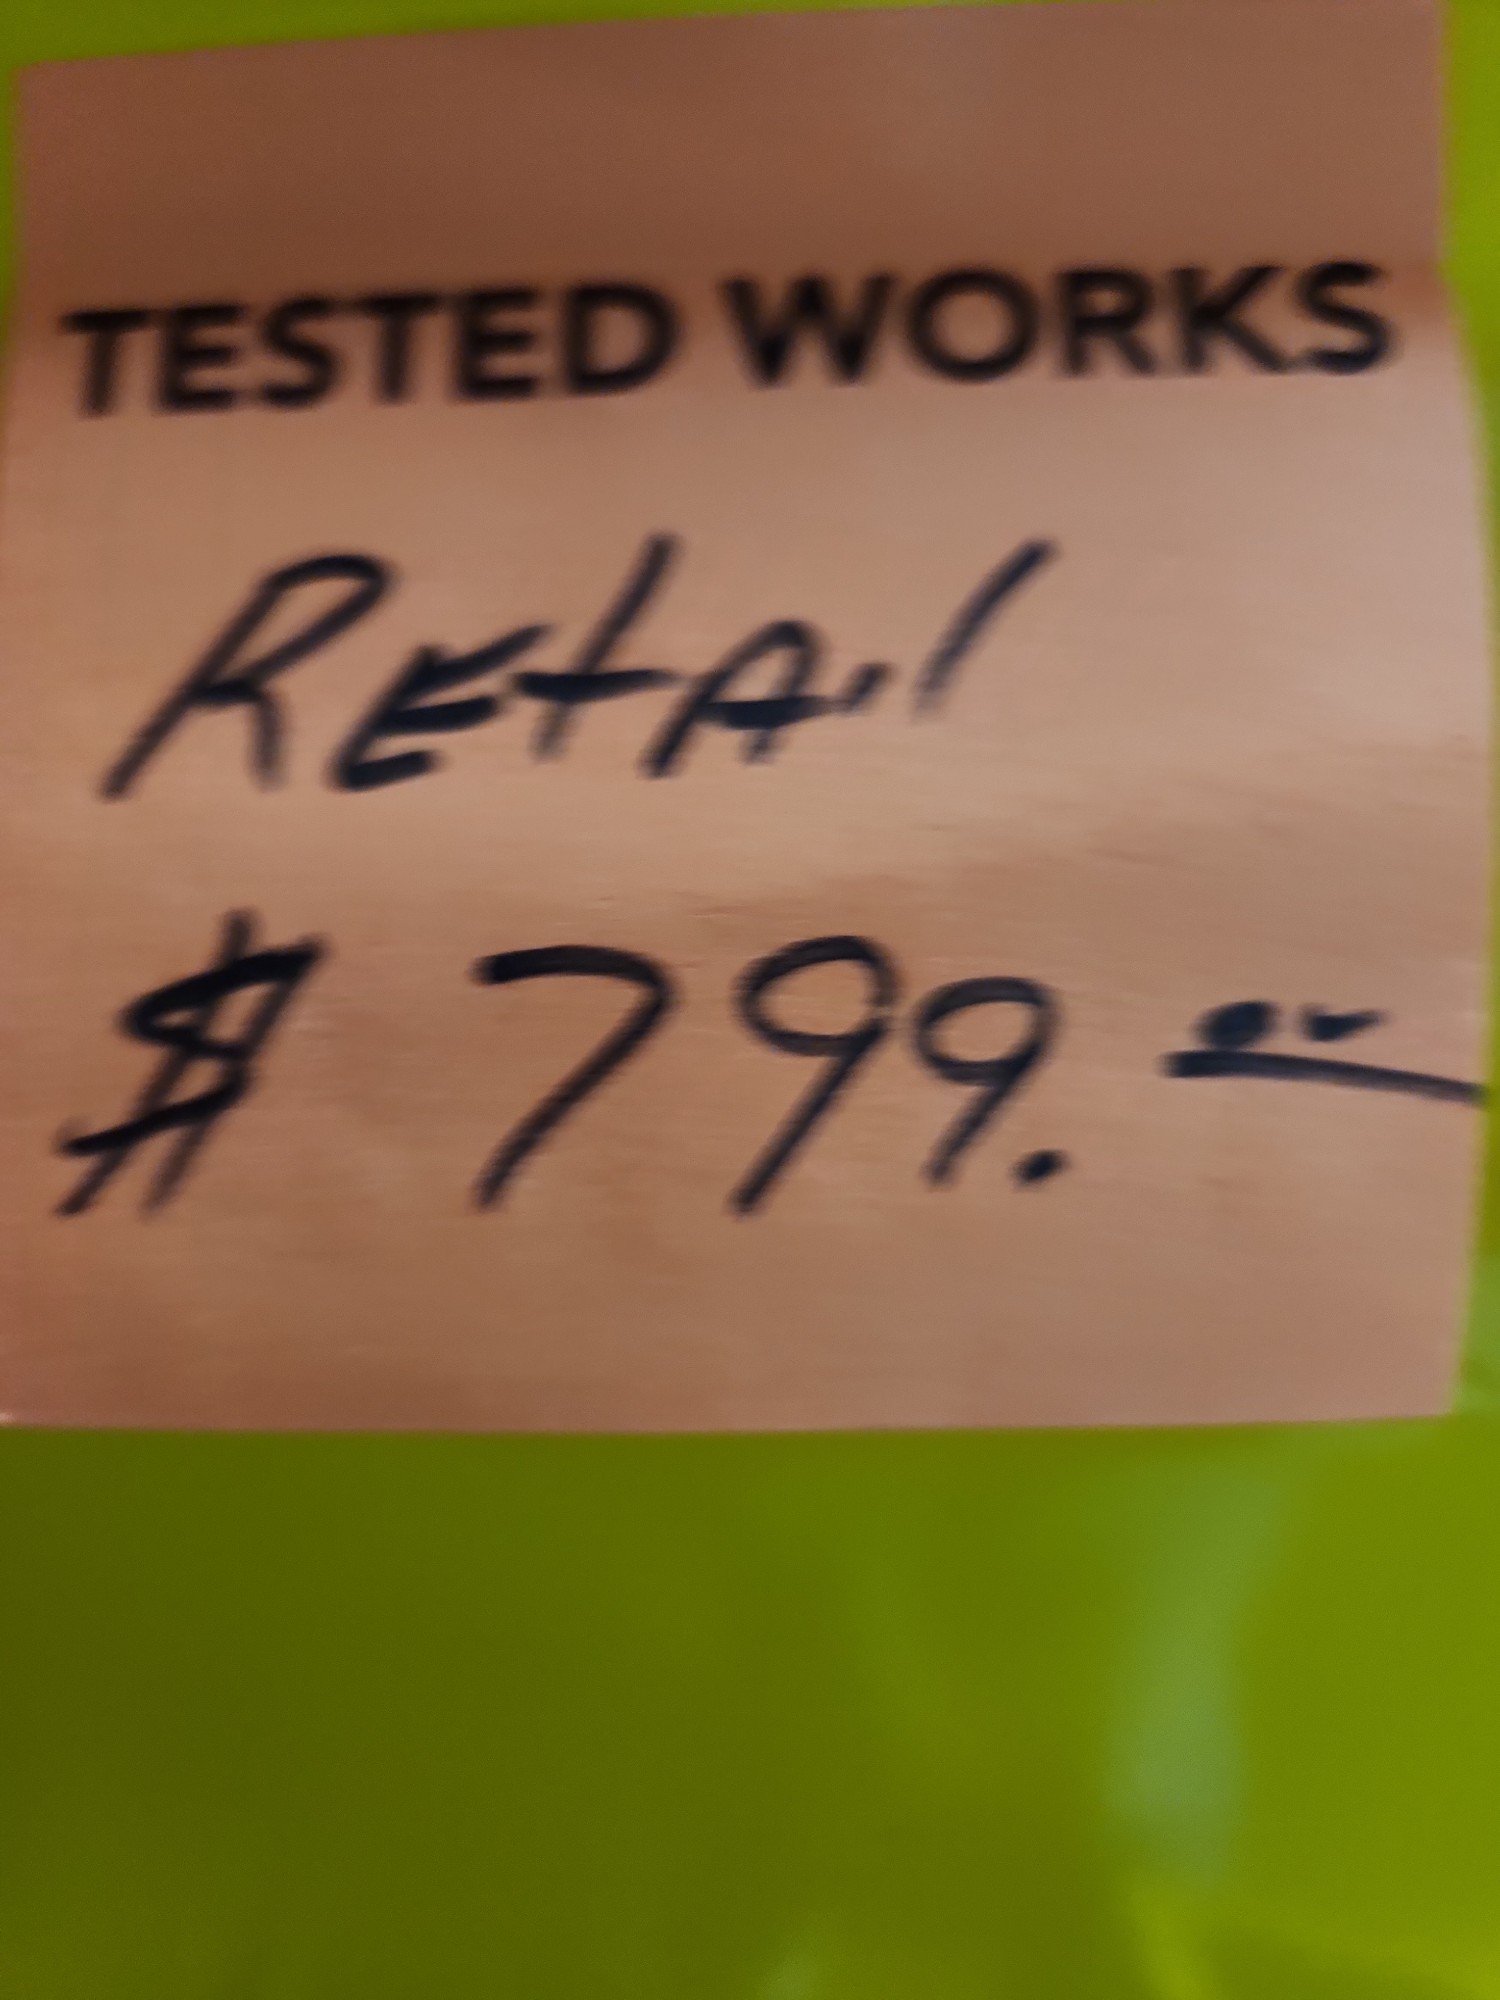 TESTED WORKS
Retail
$ 799.00